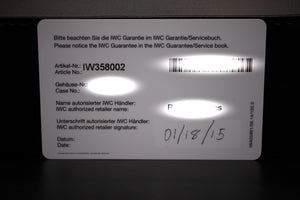 Bitte beachten Sie die IWC Garantie im IWC Garantie/Servicebuch.
Please notice the IWC Guarantee in the IWC Guarantee/Service book.
Artikel-Nr.: IW358002
Article No.:
Gehäuse-Nr.:
Case No.:
Name autorisierter IWC Händler:
IWC authorized retailer name:
Unterschrift autorisierter IWC Händler:
IWC authorized retailer signature:
Datum: 01/18/15
Date: